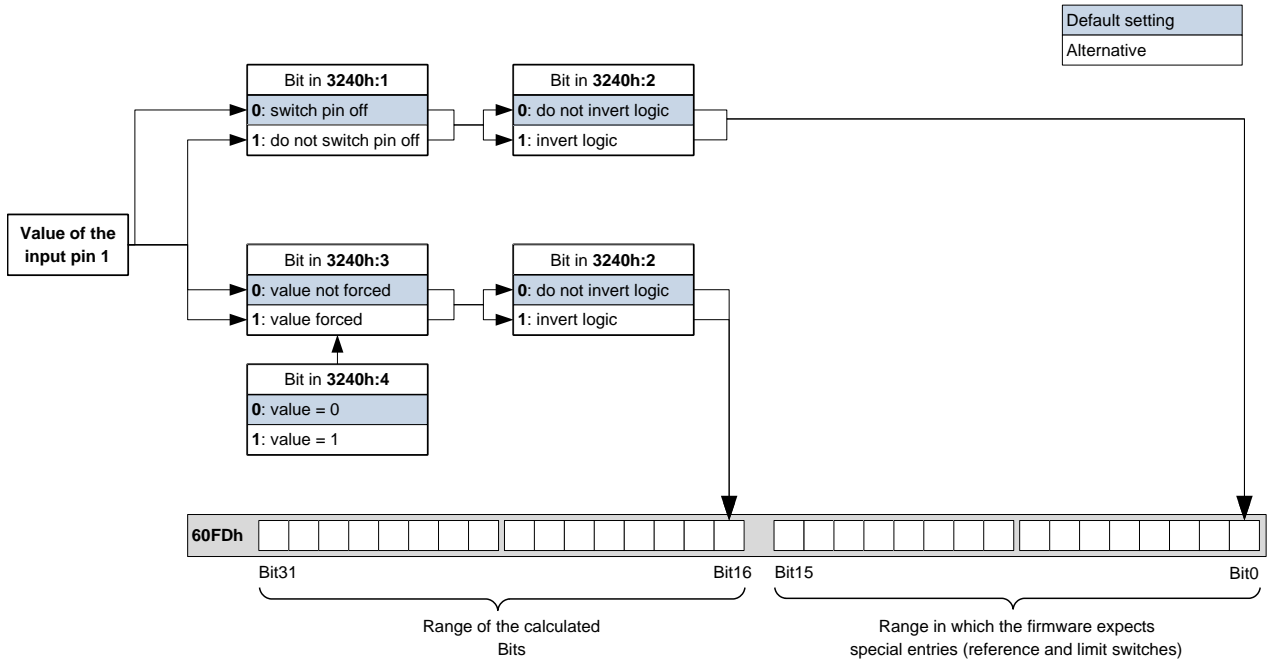 Default setting
Alternative
Bit in 3240h:1
0: switch pin off
1: do not switch pin off
Bit in 3240h:2
0: do not invert logic
1: invert logic
Value of the
input pin 1
Bit in 3240h:3
0: value not forced
1: value forced
Bit in 3240h:2
0: do not invert logic
1: invert logic
Bit in 3240h:4
0: value = 0
1: value = 1
60FDh
Bit31
Bit16
Bit15
Bit0
Range of the calculated
Bits
Range in which the firmware expects
special entries (reference and limit switches)